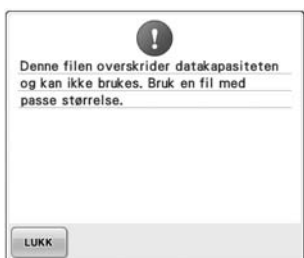 Denne filen overskrider datakapasiteten
og kan ikke brukes. Bruk en fil med
passe størrelse.
LUKK